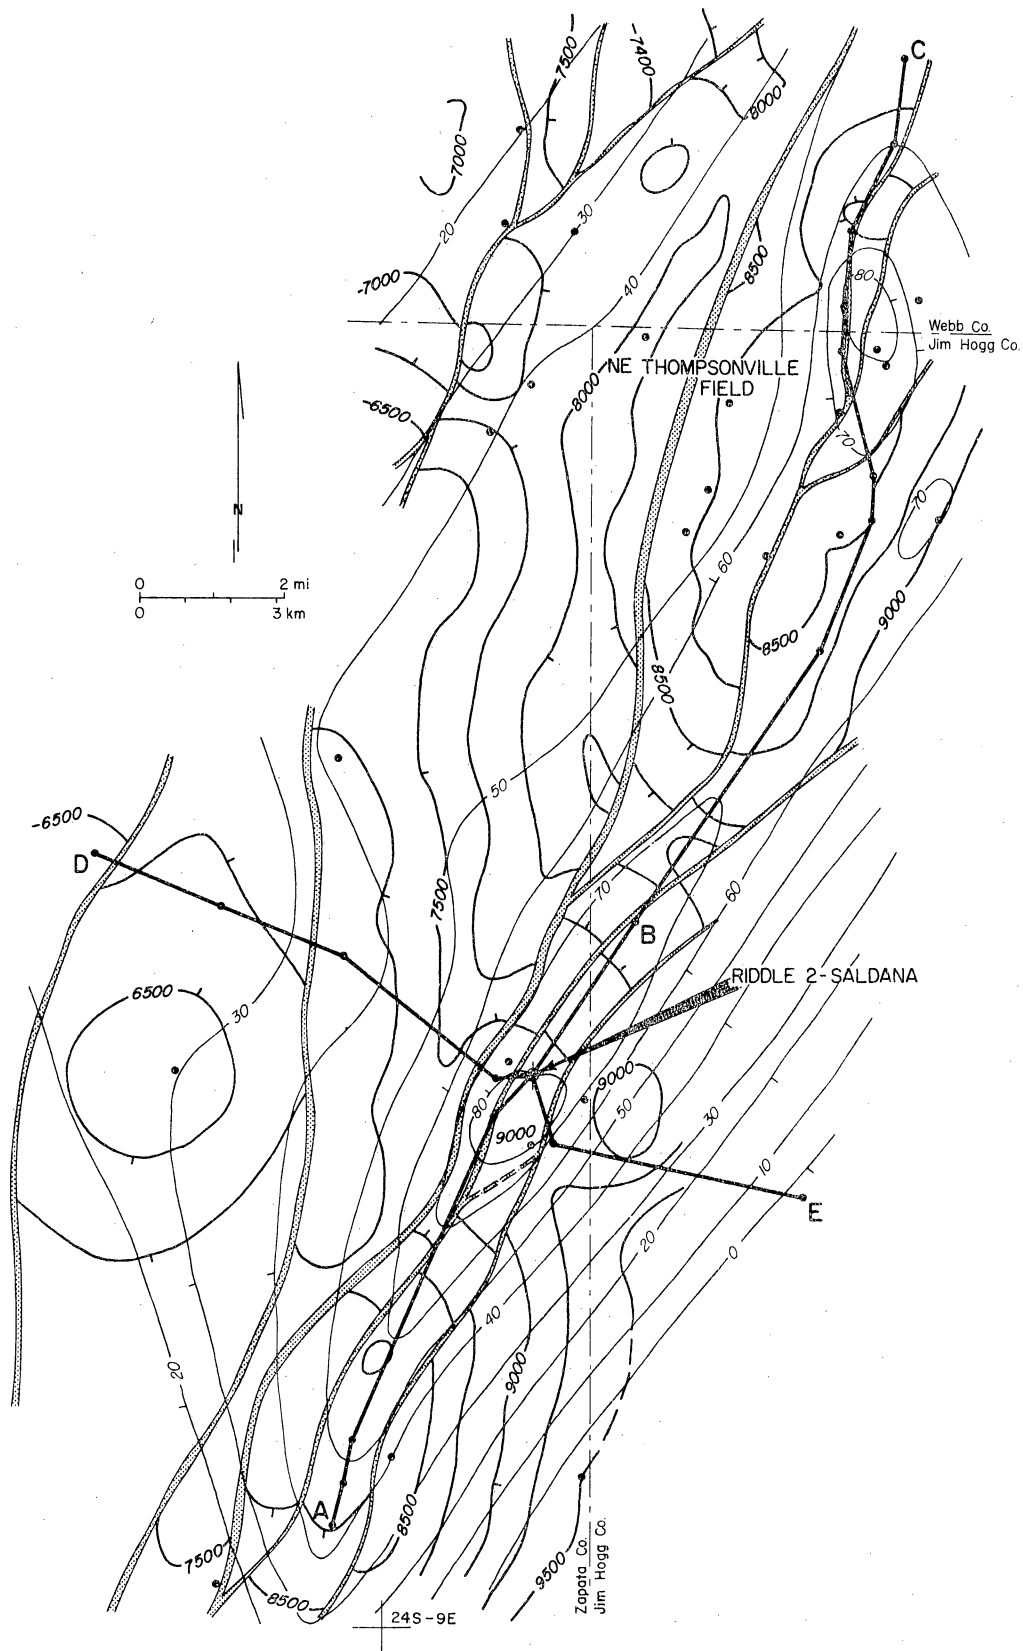 -7500
-7400
C
8000
7000
20
30
8500
-7000
40
80
Webb Co.
Jim Hogg Co.
NE THOMPSONVILLE
FIELD
8000
-6500
70
70
N
0 2 mi
0 3 km
60
9000
8500
8500
50
-6500
D
7500
70
60
B
RIDDLE 2-SALDANA
6500
30
80
9000
50
30
9000
10
E
20
0
40
20
9000
A
8500
7500
9500
Zapata Co.
Jim Hogg Co.
8500
24S-9E